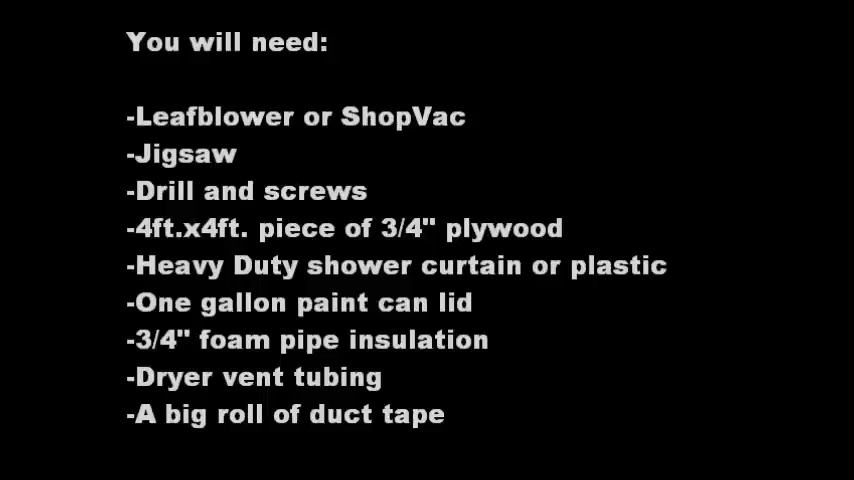 You will need:
-Leafblower or ShopVac
-Jigsaw
-Drill and screws
-4ft.x4ft. piece of 3/4" plywood
-Heavy Duty shower curtain or plastic
-One gallon paint can lid
-3/4" foam pipe insulation
-Dryer vent tubing
-A big roll of duct tape